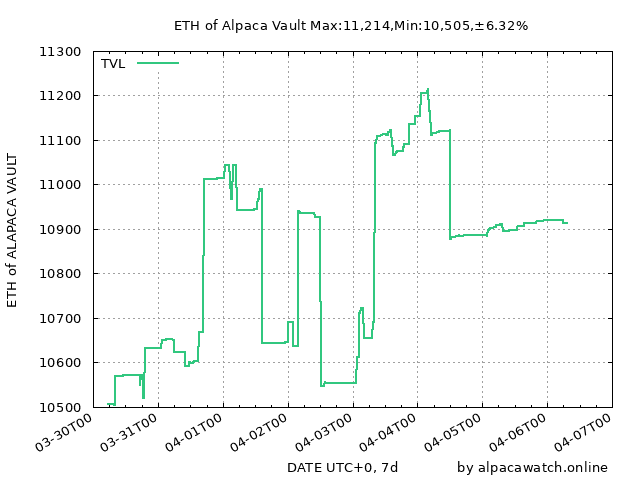 ETH of Alpaca Vault Max:11,214,Min:10,505,±6.32%
TVL
ETH of ALAPACA VAULT
11300
11200
11100
11000
10900
10800
10700
10600
10500
03-30T00
03-31T00
04-01T00
04-02T00
04-03T00
04-04T00
04-05T00
04-06T00
04-07T00
DATE UTC+0, 7d
by alpacawatch.online